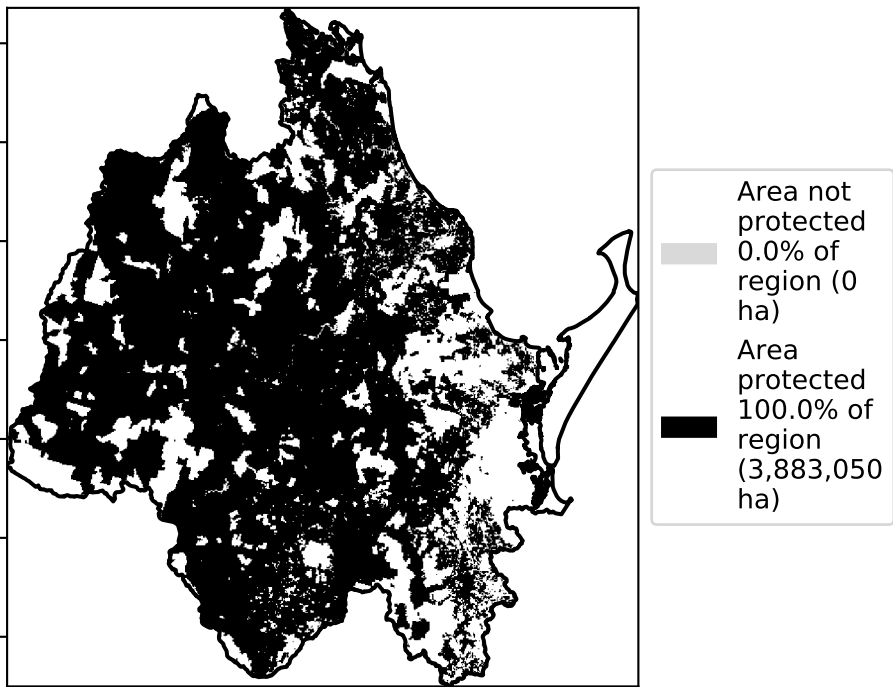 Area not
protected
0.0% of
region (0
ha)
Area
protected
100.0% of
region
(3,883,050
ha)